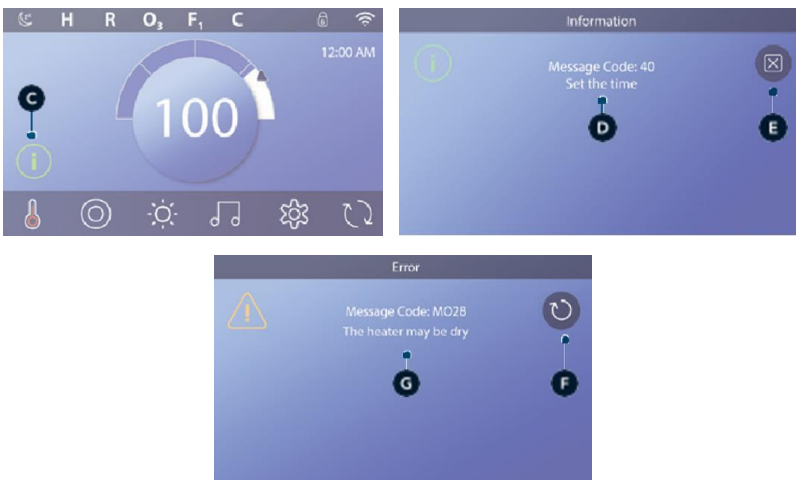 H R O₃ F₁ C
12:00 AM
100
C
Information
Message Code: 40
Set the time
D
E
Error
Message Code: MO28
The heater may be dry
G
F